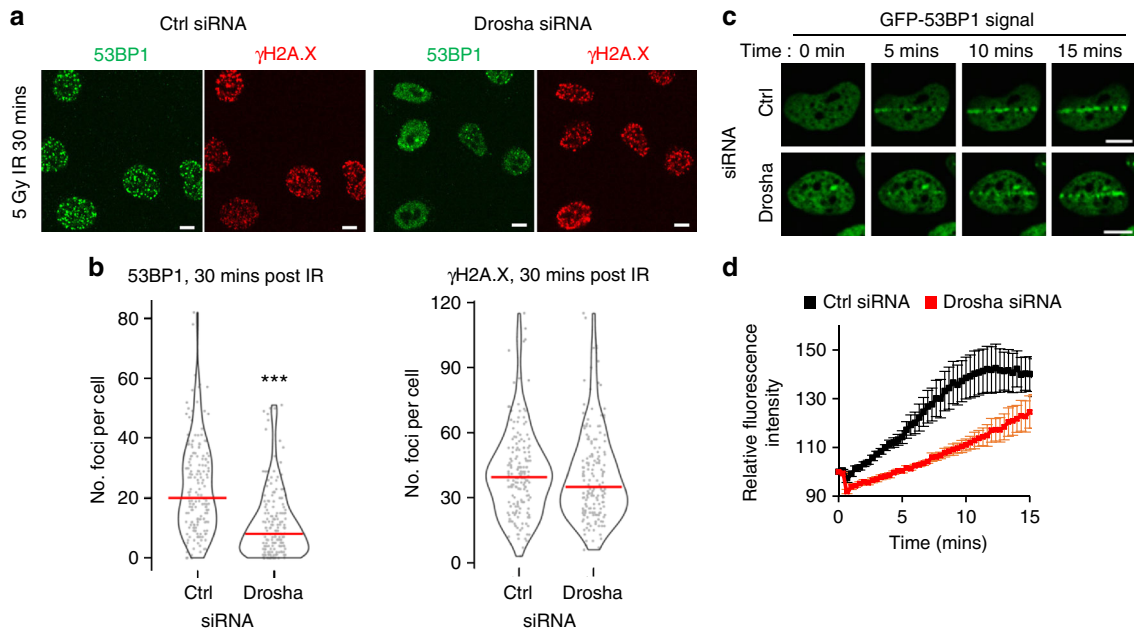 a
Ctrl siRNA
Drosha siRNA
53BP1
γH2A.X
53BP1
γH2A.X
5 Gy IR 30 mins
b
53BP1, 30 mins post IR
No. foci per cell
80
60
40
20
0
***
Ctrl
Drosha
siRNA
γH2A.X, 30 mins post IR
No. foci per cell
120
90
60
30
0
Ctrl
Drosha
siRNA
c
GFP-53BP1 signal
Time : 0 min
5 mins
10 mins
15 mins
siRNA
Ctrl
Drosha
d
Ctrl siRNA
Drosha siRNA
Relative fluorescence
intensity
150
130
110
90
0
5
10
15
Time (mins)